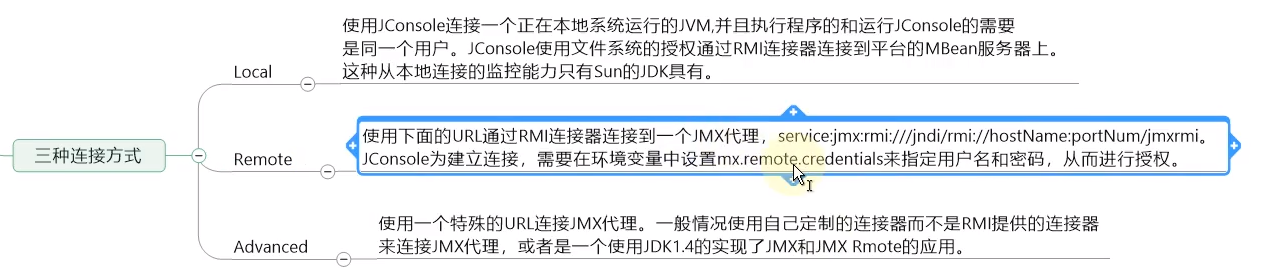 使用JConsole连接一个正在本地系统运行的JVM,并且执行程序的和运行JConsole的需要
是同一个用户。JConsole使用文件系统的授权通过RMI连接器连接到平台的MBean服务器上。
这种从本地连接的监控能力只有Sun的JDK具有。
Local
三种连接方式
使用下面的URL通过RMI连接器连接到一个JMX代理，service:jmx:rmi:///jndi/rmi://hostName:portNum/jmxrmi。
JConsole为建立连接，需要在环境变量中设置mx.remote.credentials来指定用户名和密码，从而进行授权。
Remote
使用一个特殊的URL连接JMX代理。一般情况使用自己定制的连接器而不是RMI提供的连接器
来连接JMX代理，或者是一个使用JDK1.4的实现了JMX和JMX Rmote的应用。
Advanced